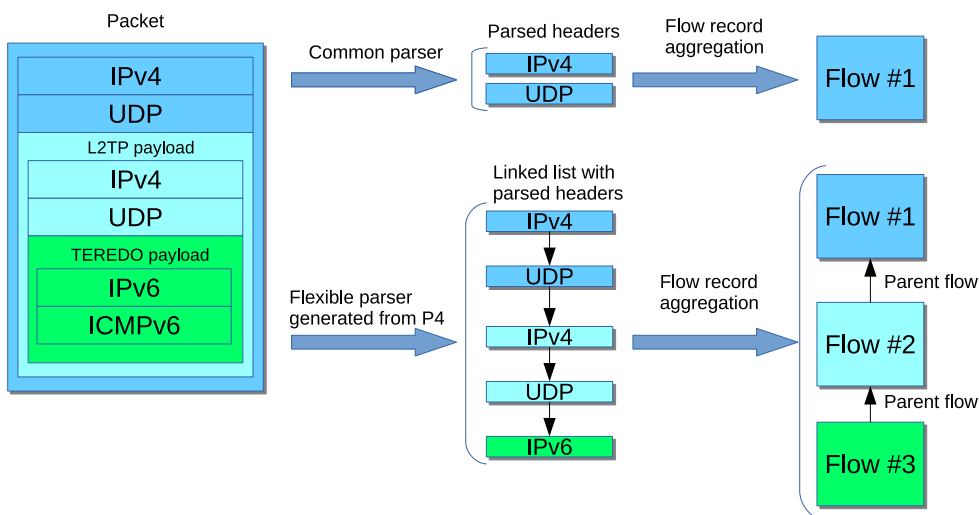 Packet
IPv4
UDP
L2TP payload
IPv4
UDP
TEREDO payload
IPv6
ICMPv6
Common parser
Parsed headers
IPv4
UDP
Flow record
aggregation
Flow #1
Flexible parser
generated from P4
Linked list with
parsed headers
IPv4
UDP
IPv4
UDP
IPv6
Flow record
aggregation
Flow #1
Parent flow
Flow #2
Parent flow
Flow #3